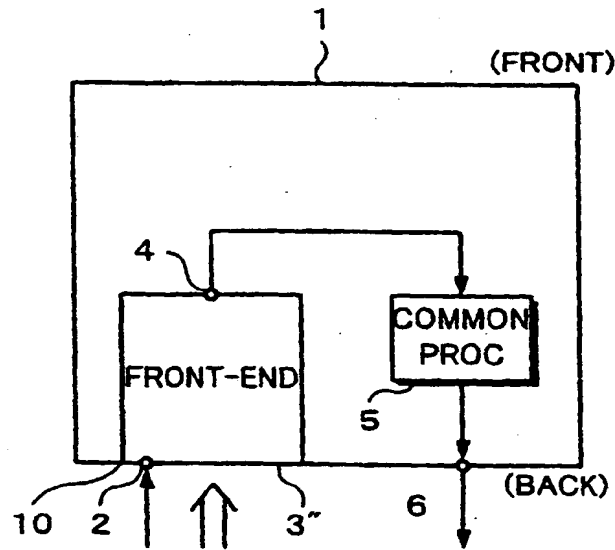 1
(FRONT)
4
COMMON
PROC
FRONT-END
5
10
2
3"
6
(BACK)